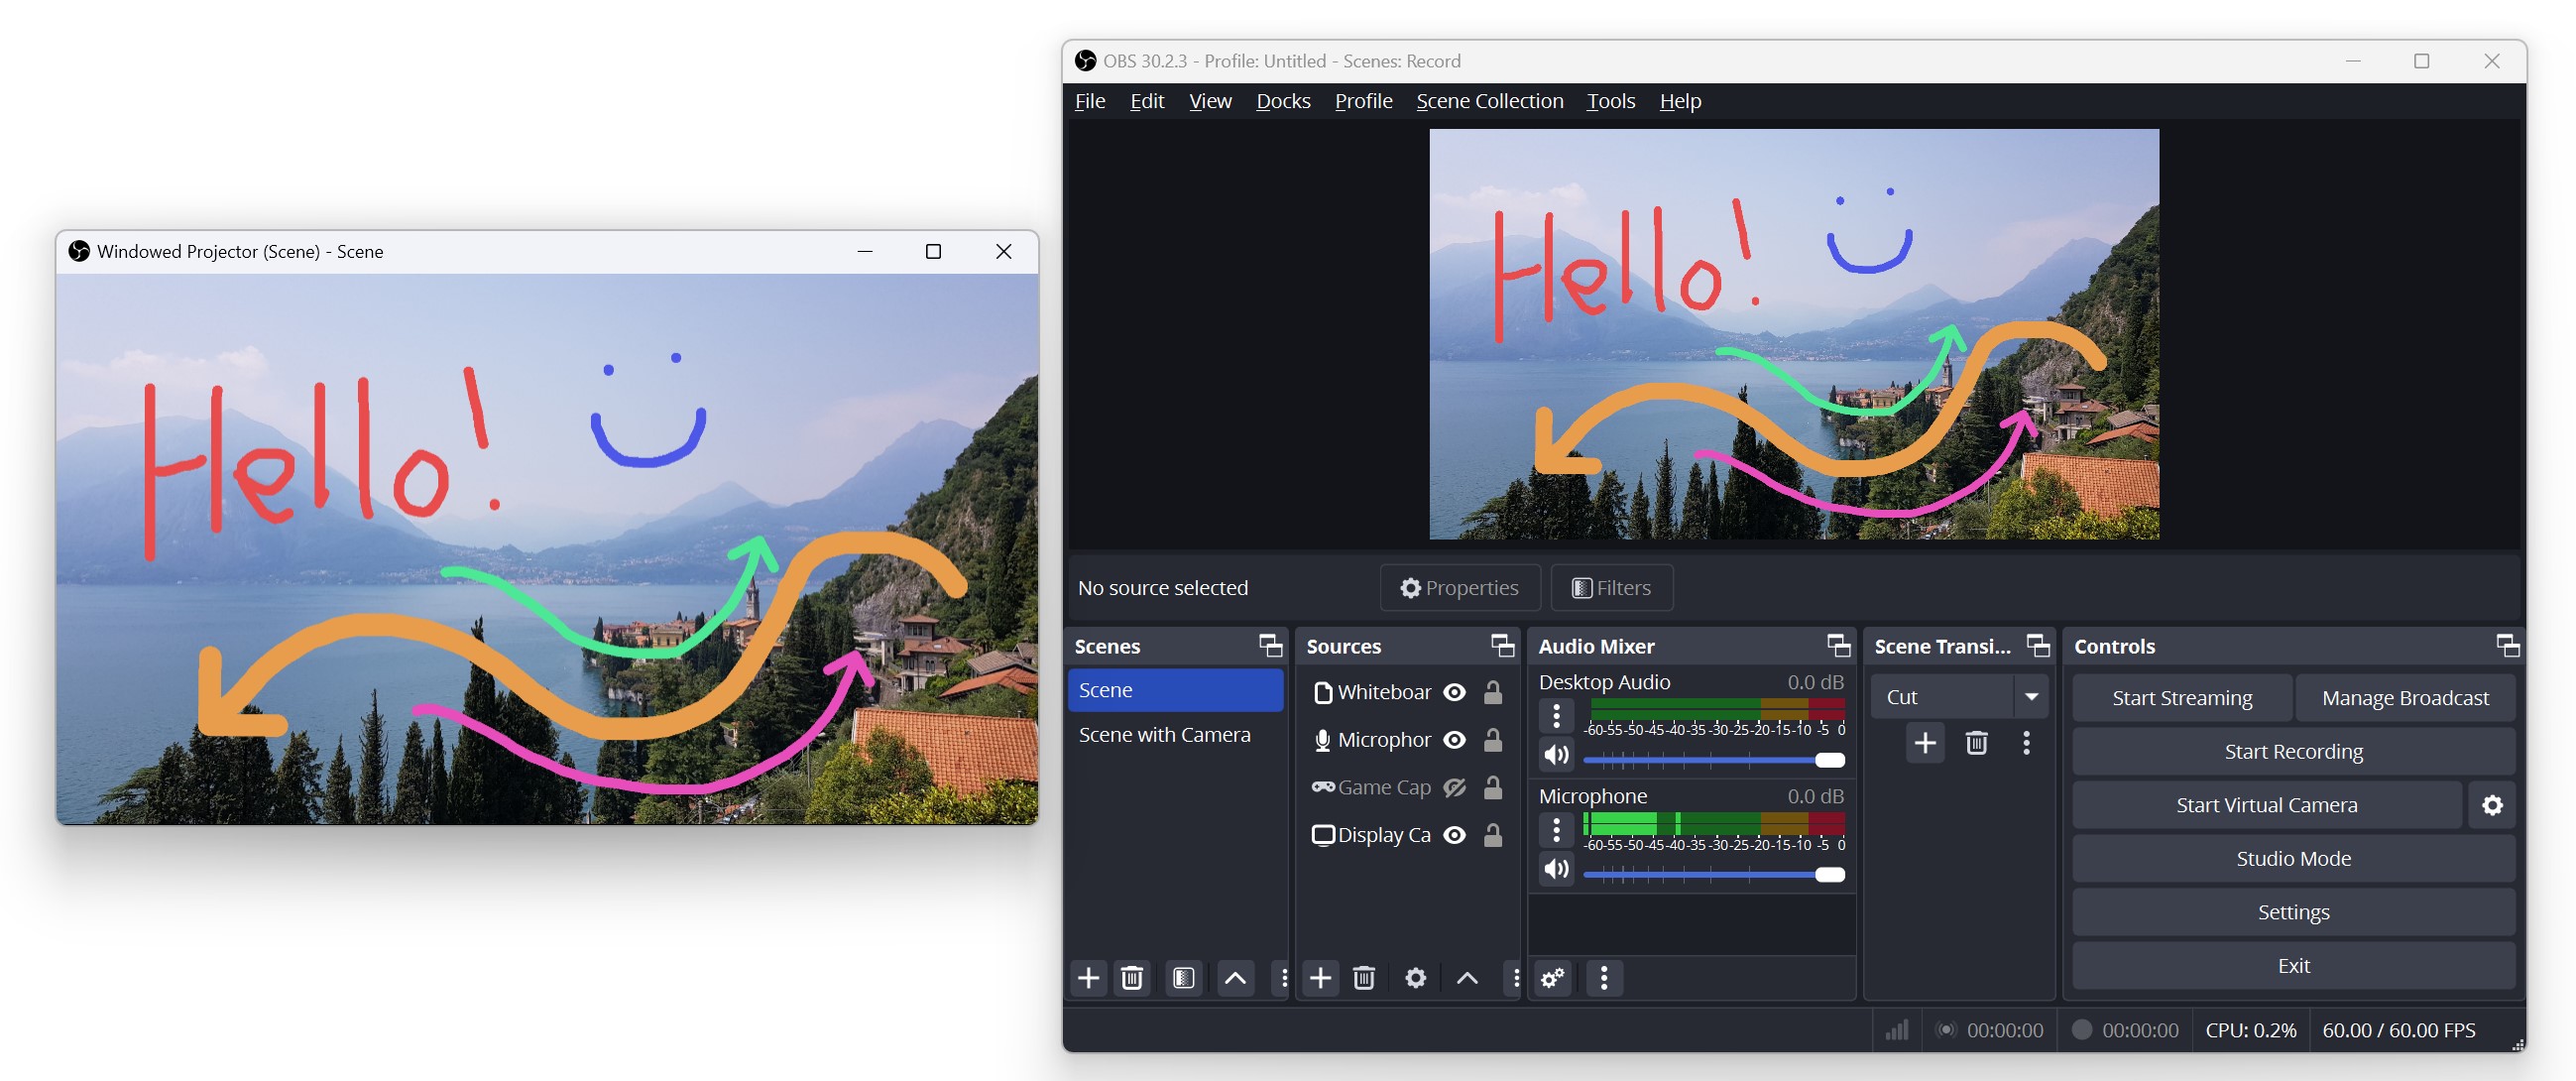 Windowed Projector (Scene) - Scene
Hello!
OBS 30.2.3 - Profile: Untitled - Scenes: Record
File Edit View Docks Profile Scene Collection Tools Help
Hello!
No source selected
Properties
Filters
Scenes
Scene
Scene with Camera
Sources
Whiteboar
Microphor
Game Cap
Display Ca
Audio Mixer
Desktop Audio 0.0 dB
-60 -55 -50 -45 -40 -35 -30 -25 -20 -15 -10 -5 0
Microphone 0.0 dB
-60 -55 -50 -45 -40 -35 -30 -25 -20 -15 -10 -5 0
Scene Transi...
Cut
Controls
Start Streaming
Manage Broadcast
Start Recording
Start Virtual Camera
Studio Mode
Settings
Exit
00:00:00 00:00:00 CPU: 0.2% 60.00 / 60.00 FPS